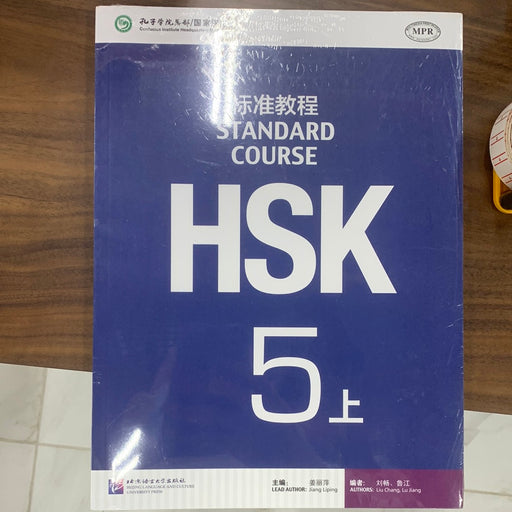 孔子学院总部/国家汉
Confucius Institute Headquarters
MPR
标准教程
STANDARD
COURSE
HSK
5上
北京语言大学出版社
BEIJING LANGUAGE AND CULTURE
UNIVERSITY PRESS
主编: 姜丽萍
LEAD AUTHOR: Jiang Liping
编者: 刘畅、鲁江
AUTHORS: Liu Chang, Lu Jiang